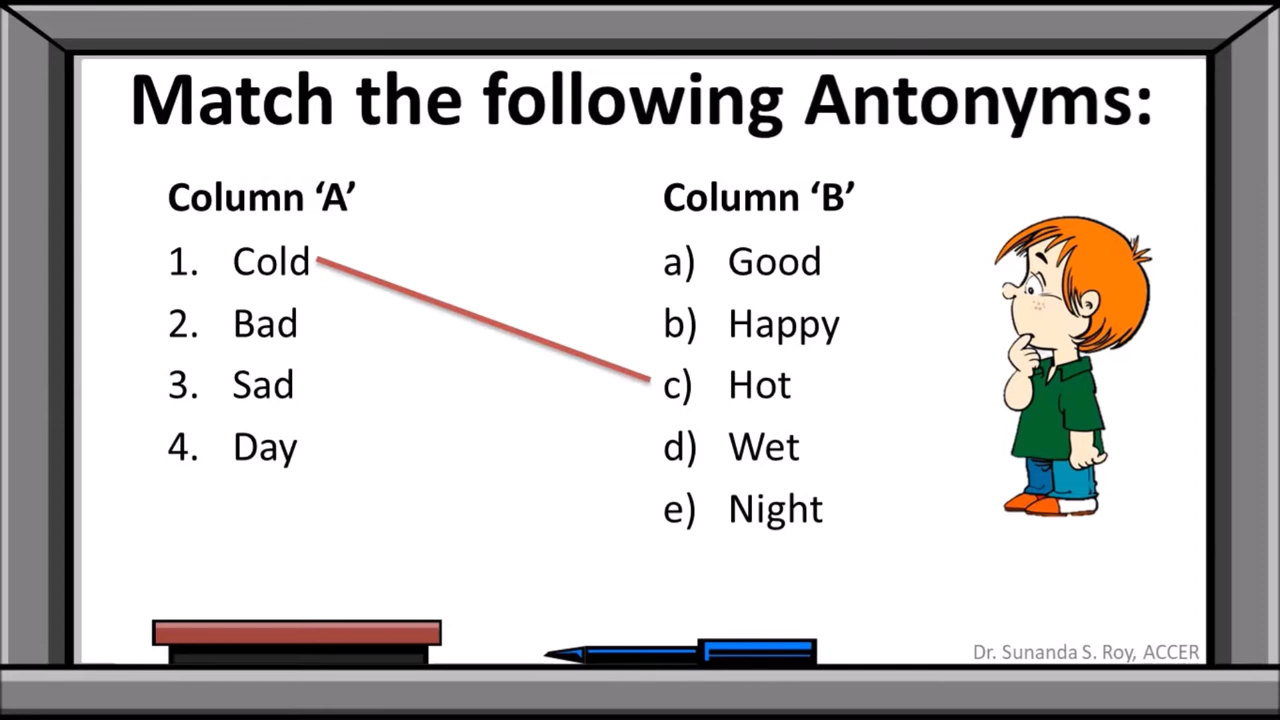 Match the following Antonyms:
Column ‘A’
1. Cold
2. Bad
3. Sad
4. Day
Column ‘B’
a) Good
b) Happy
c) Hot
d) Wet
e) Night
Dr. Sunanda S. Roy, ACCER